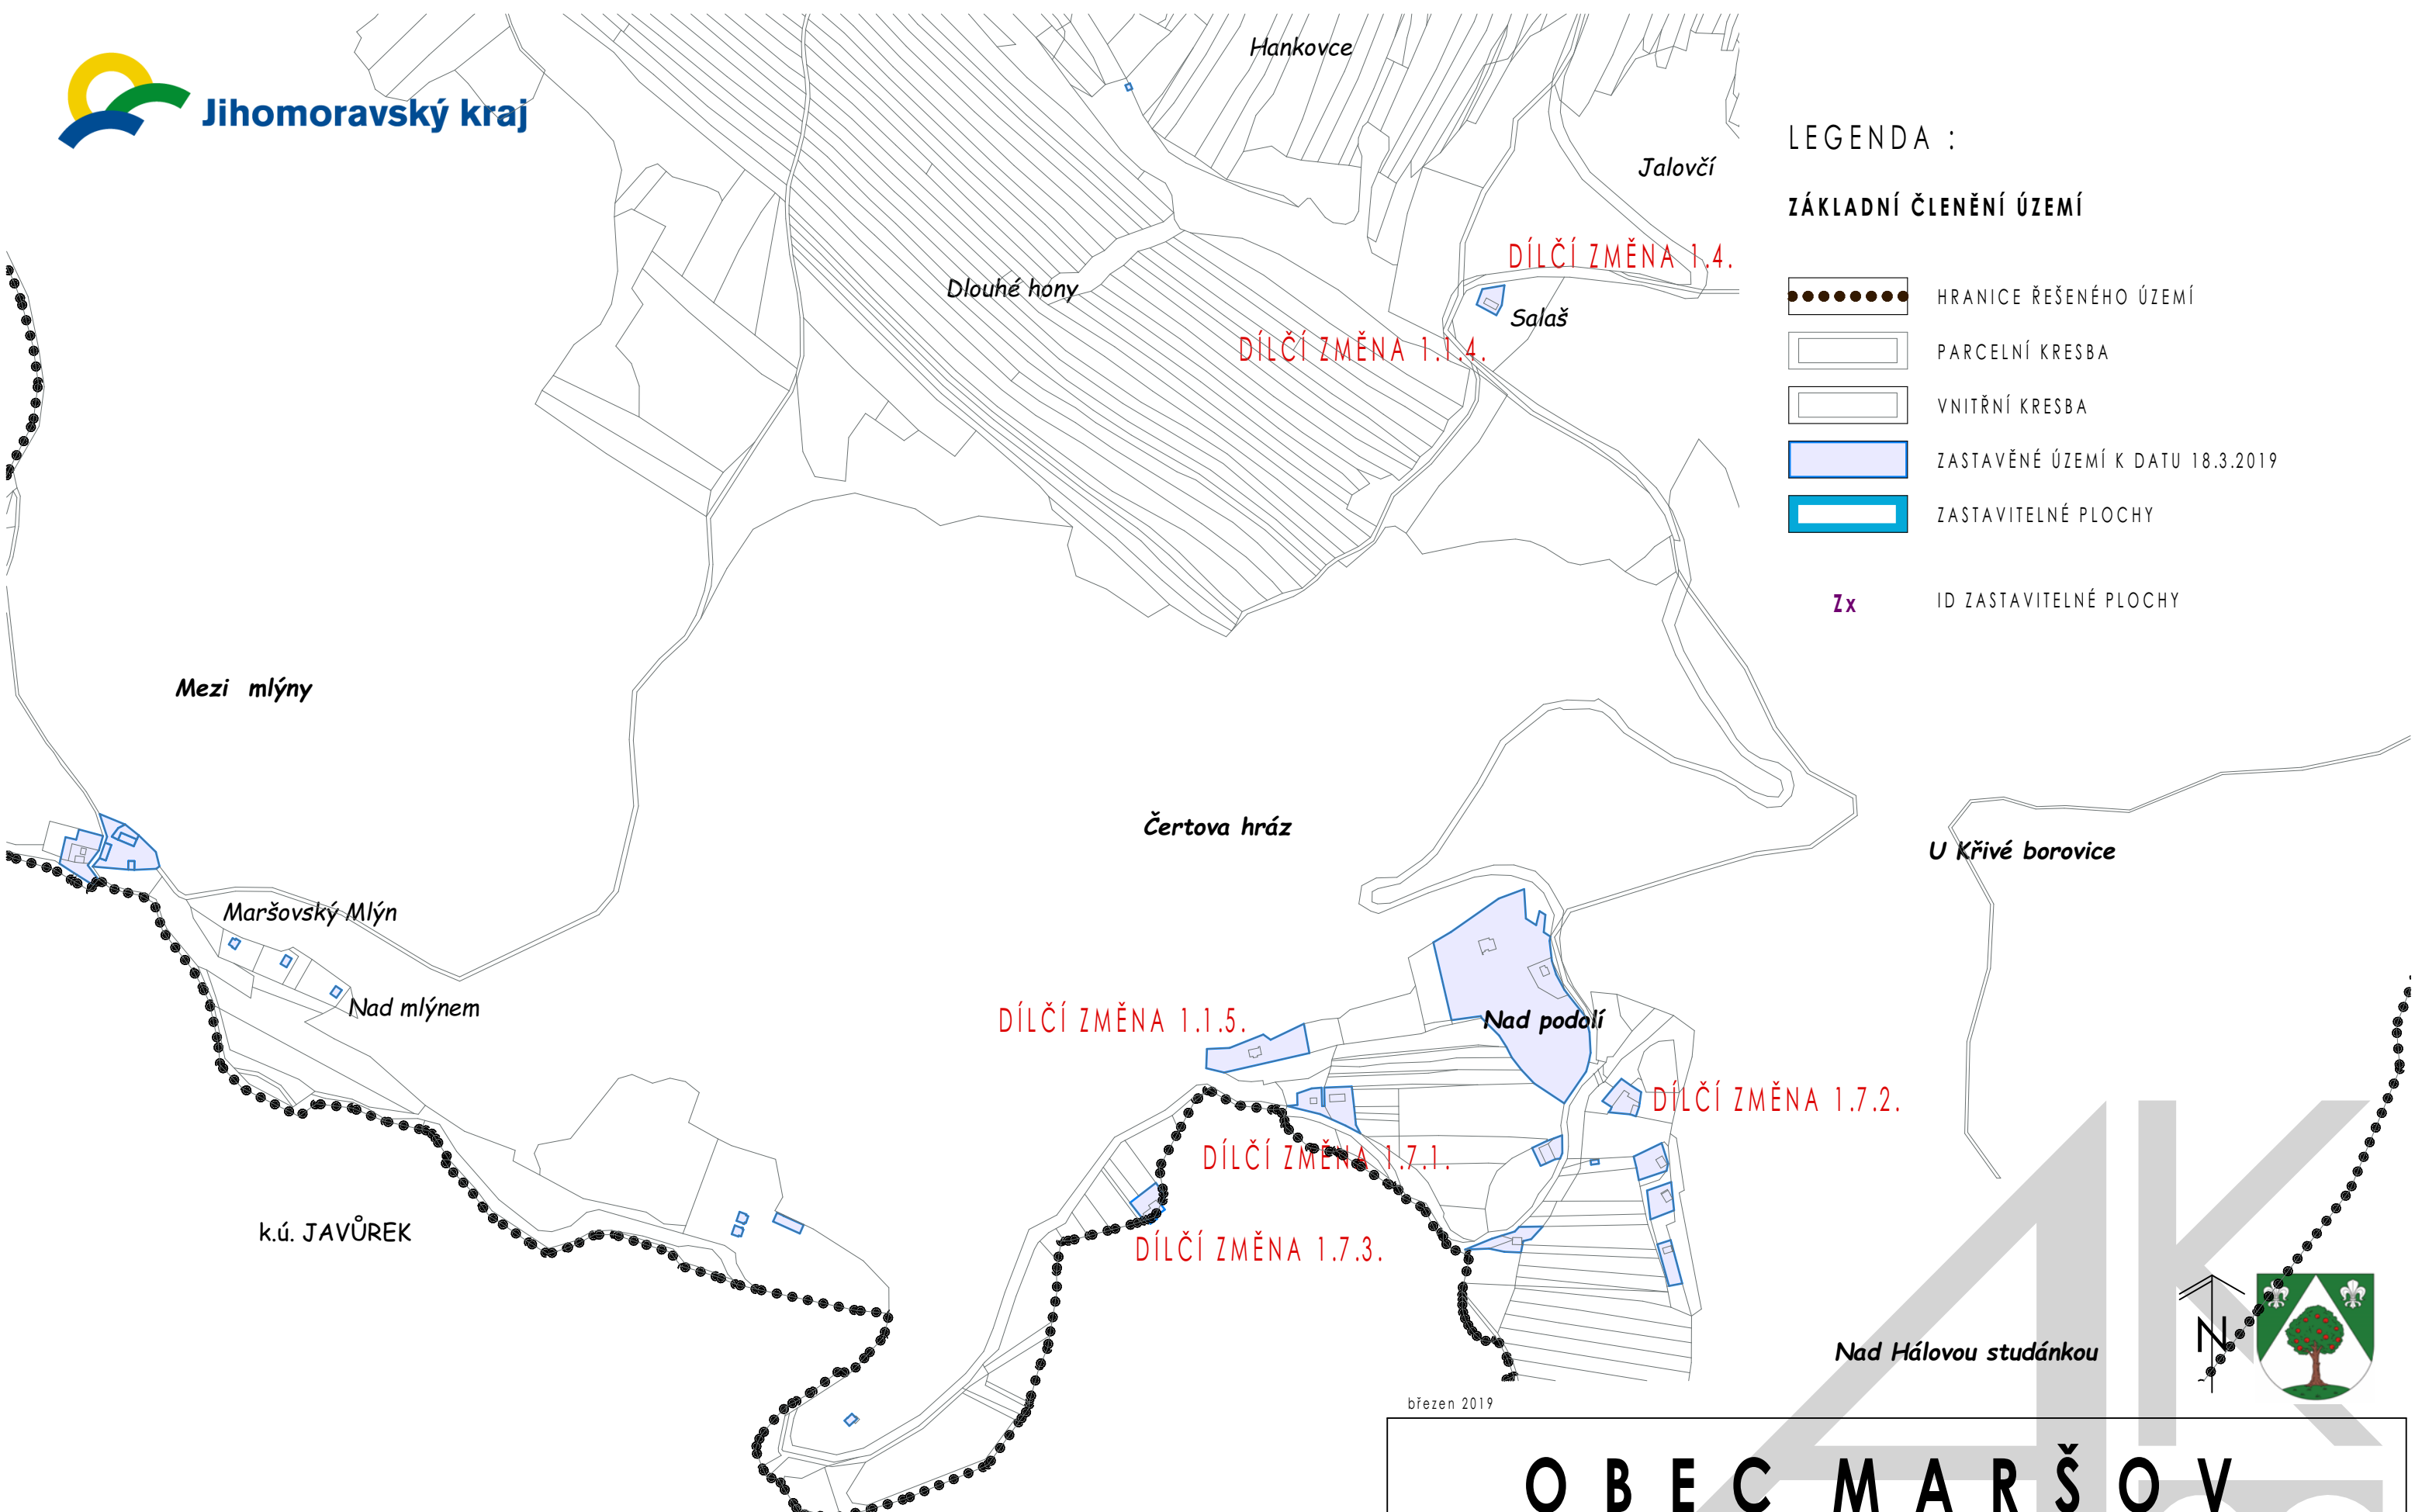 Jihomoravský kraj
Hankovce
Jalovčí
DÍLČÍ ZMĚNA 1.4.
Dlouhé hony
Salaš
DÍLČÍ ZMĚNA 1.1.4.
LEGENDA :
ZÁKLADNÍ ČLENĚNÍ ÚZEMÍ
HRANICE ŘEŠENÉHO ÚZEMÍ
PARCELNÍ KRESBA
VNITŘNÍ KRESBA
ZASTAVĚNÉ ÚZEMÍ K DATU 18.3.2019
ZASTAVITELNÉ PLOCHY
Zx ID ZASTAVITELNÉ PLOCHY
Mezi mlýny
Čertova hráz
U Křivé borovice
Maršovský Mlýn
Nad mlýnem
Nad podolí
DÍLČÍ ZMĚNA 1.1.5.
DÍLČÍ ZMĚNA 1.7.2.
DÍLČÍ ZMĚNA 1.7.1.
k.ú. JAVŮREK
DÍLČÍ ZMĚNA 1.7.3.
Nad Hálovou studánkou
N
březen 2019
OBEC MARŠOV
AK